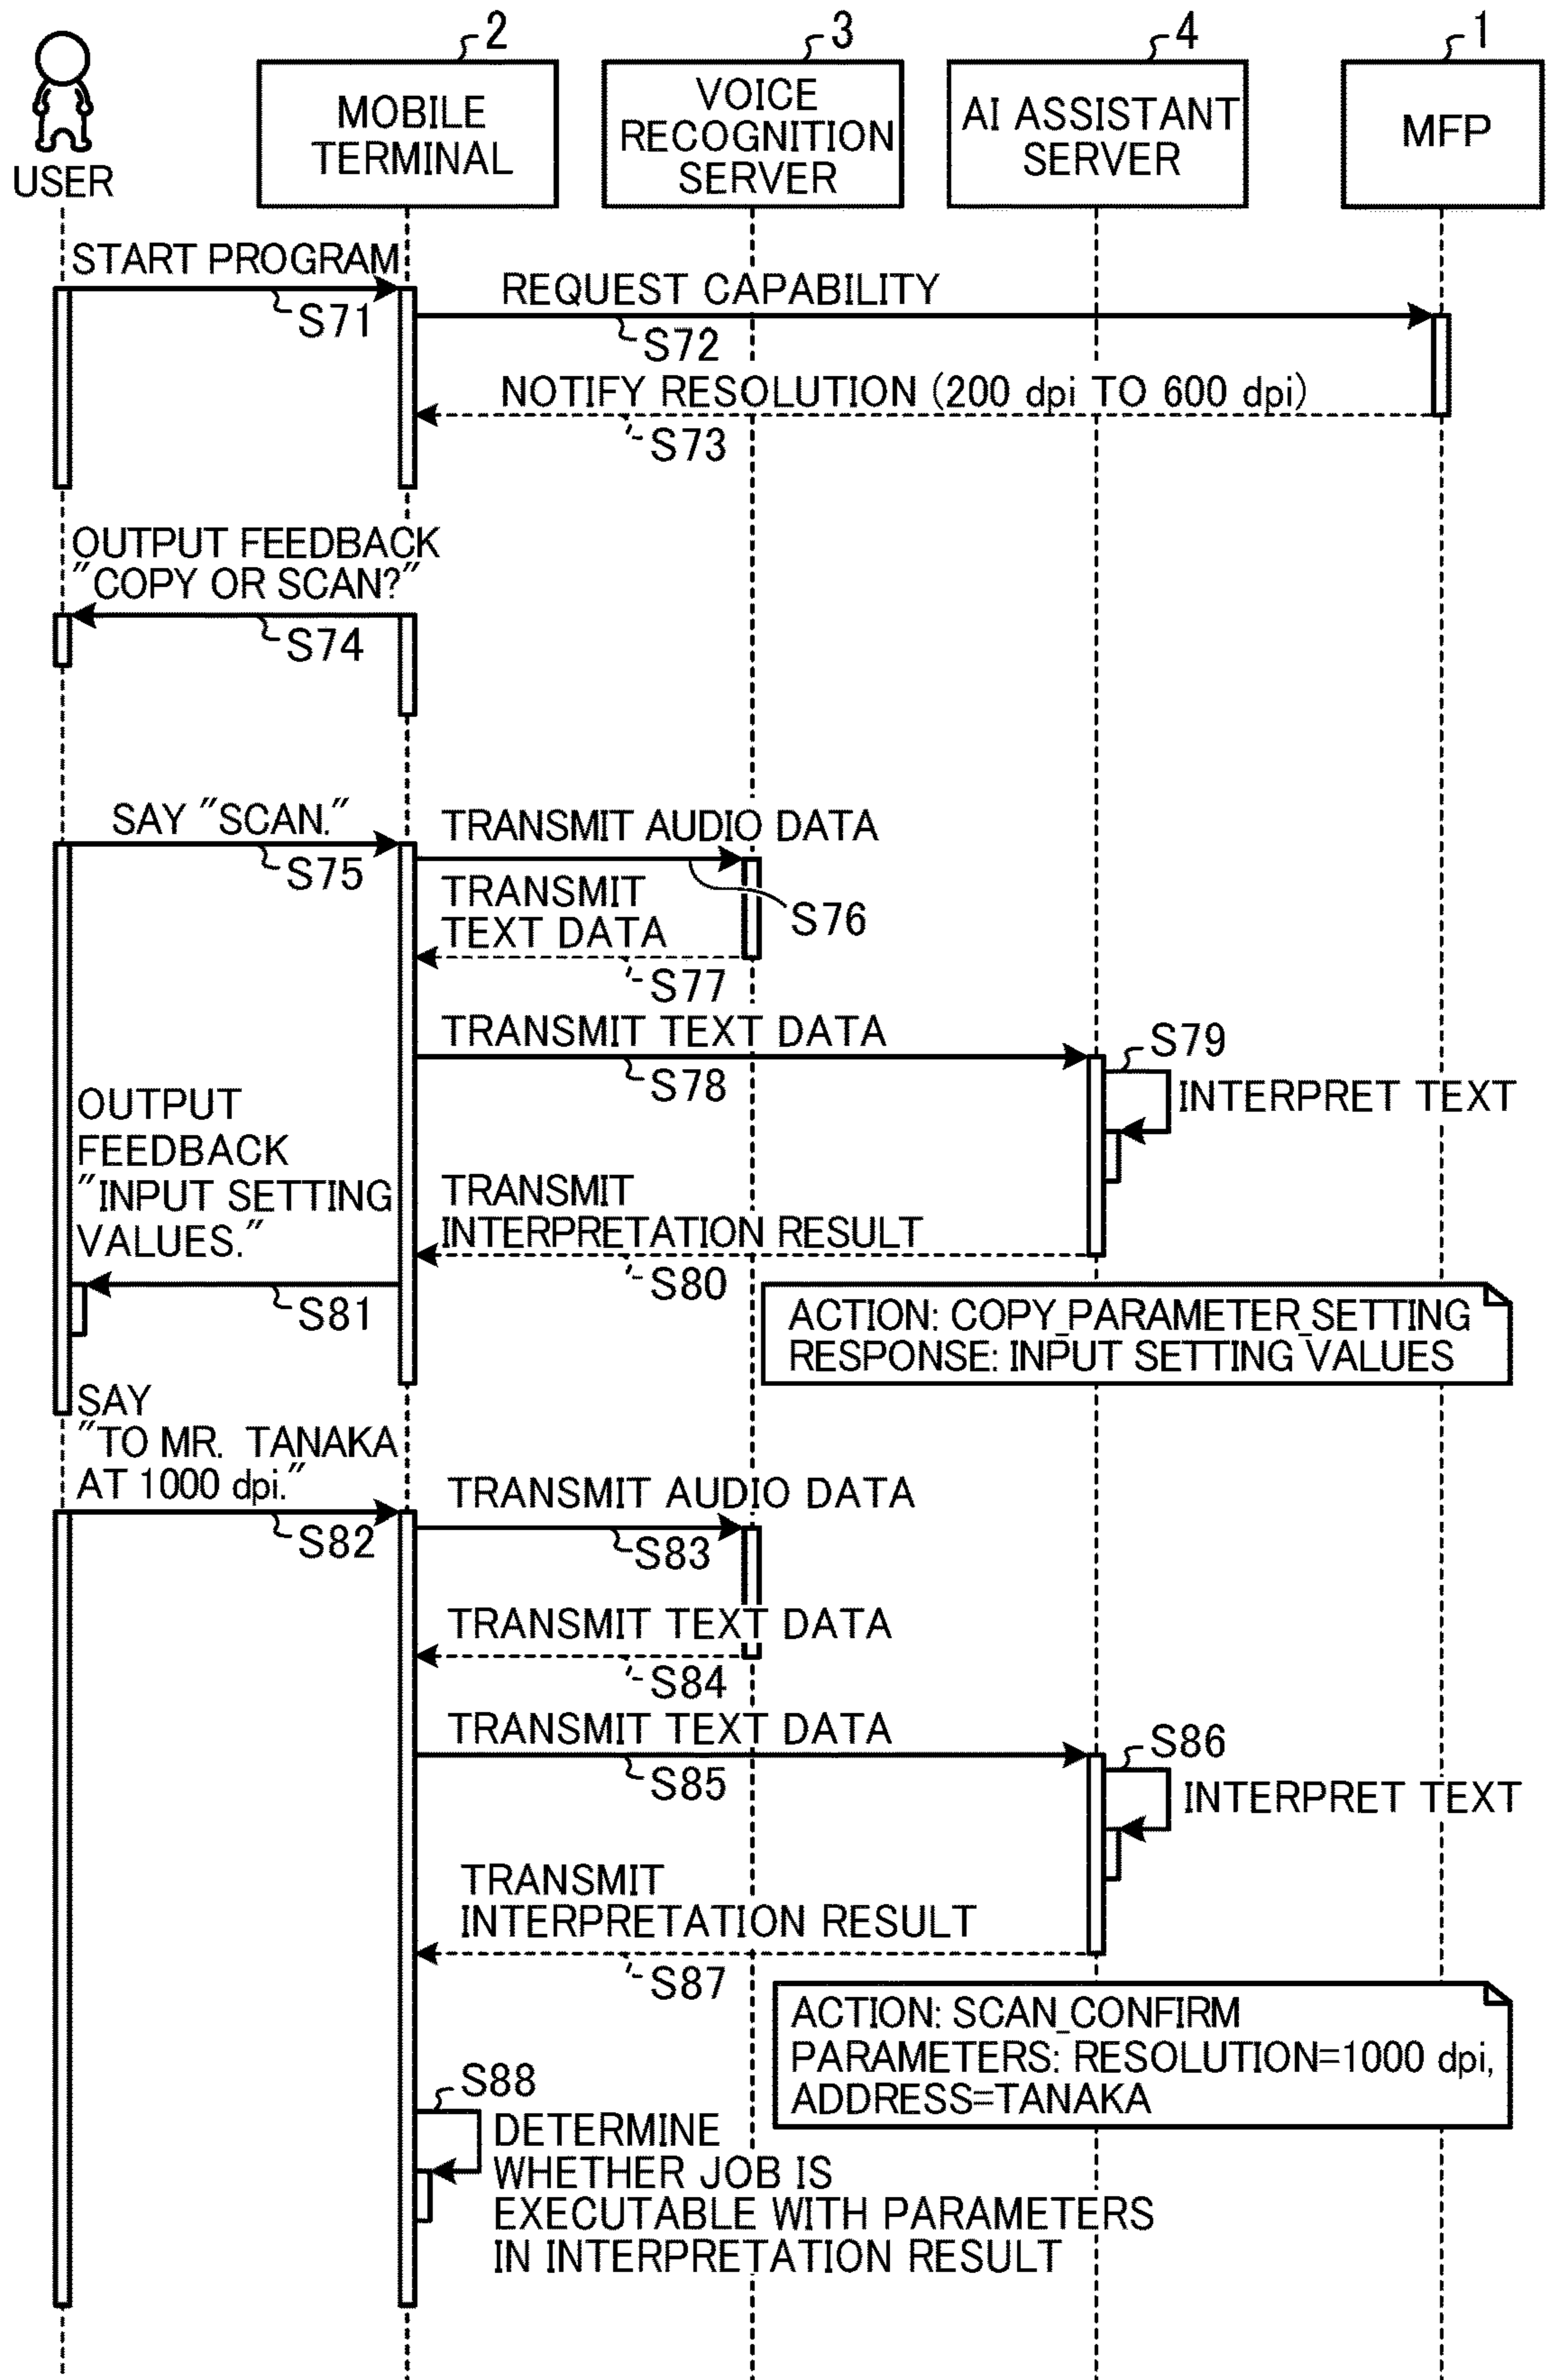 2
3
4
1
USER
MOBILE
TERMINAL
VOICE
RECOGNITION
SERVER
AI ASSISTANT
SERVER
MFP
START PROGRAM
S71
REQUEST CAPABILITY
S72
NOTIFY RESOLUTION (200 dpi TO 600 dpi)
S73
OUTPUT FEEDBACK
"COPY OR SCAN?"
S74
SAY "SCAN."
S75
TRANSMIT AUDIO DATA
S76
TRANSMIT
TEXT DATA
S77
TRANSMIT TEXT DATA
S78
S79
INTERPRET TEXT
OUTPUT
FEEDBACK
"INPUT SETTING
VALUES."
TRANSMIT
INTERPRETATION RESULT
S80
S81
ACTION: COPY_PARAMETER_SETTING
RESPONSE: INPUT SETTING VALUES
SAY
"TO MR. TANAKA
AT 1000 dpi."
S82
TRANSMIT AUDIO DATA
S83
TRANSMIT TEXT DATA
S84
TRANSMIT TEXT DATA
S85
S86
INTERPRET TEXT
TRANSMIT
INTERPRETATION RESULT
S87
ACTION: SCAN_CONFIRM
PARAMETERS: RESOLUTION=1000 dpi,
ADDRESS=TANAKA
S88
DETERMINE
WHETHER JOB IS
EXECUTABLE WITH PARAMETERS
IN INTERPRETATION RESULT